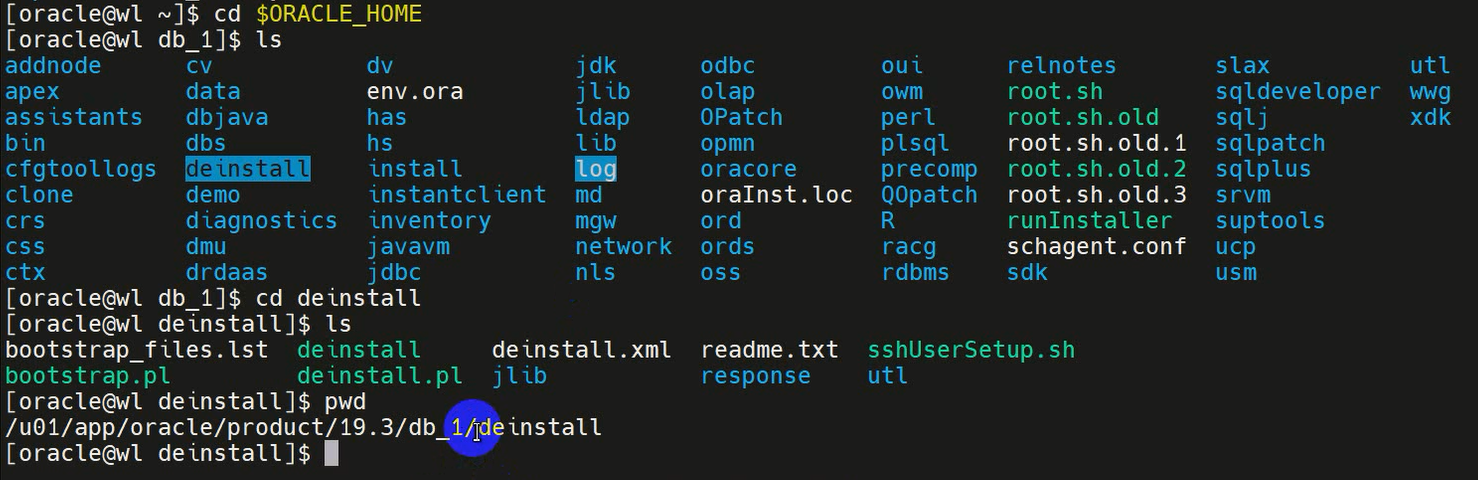 [oracle@wl ~]$ cd $ORACLE_HOME
[oracle@wl db_1]$ ls
addnode cv dv jdk odbc oui relnotes slax utl
apex data env.ora jlib olap owm root.sh sqldeveloper wwg
assistants dbjava has ldap OPatch perl root.sh.old sqlj xdk
bin dbs hs lib opmn plsql root.sh.old.1 sqlpatch
cfgtoollogs deinstall install log oracore precomp root.sh.old.2 sqlplus
clone demo instantclient md oraInst.loc QOpatch root.sh.old.3 srvm
crs diagnostics inventory mgw ord R runInstaller suptools
css dmu javavm network ords racg schagent.conf ucp
ctx drdaas jdbc nls oss rdbms sdk usm
[oracle@wl db_1]$ cd deinstall
[oracle@wl deinstall]$ ls
bootstrap_files.lst deinstall deinstall.xml readme.txt sshUserSetup.sh
bootstrap.pl deinstall.pl jlib response utl
[oracle@wl deinstall]$ pwd
/u01/app/oracle/product/19.3/db_1/deinstall
[oracle@wl deinstall]$